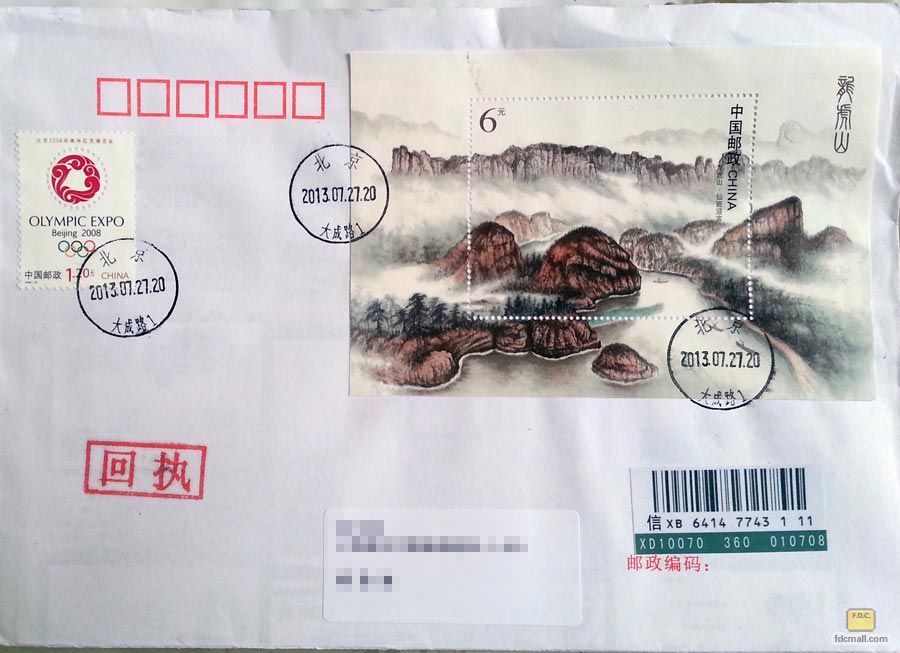 龍虎山
6元
中国邮政 CHINA
北京2008年奥林匹克博览会
OLYMPIC EXPO
Beijing 2008
中国邮政 1.20元 CHINA
北京
2013.07.27.20
大成路1
北京
2013.07.27.20
大成路1
北京
2013.07.27.20
大成路1
回执
信 XB 6414 7743 1 11
XD10070 360 010708
邮政编码:
F.D.C.
fdcmall.com